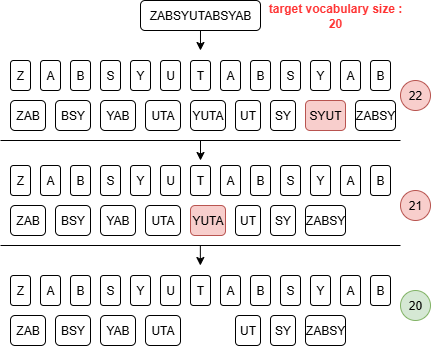 ZABSYUTABSYAB
target vocabulary size :
20
Z A B S Y U T A B S Y A B
ZAB BSY YAB UTA YUTA UT SY SYUT ZABSY
22
Z A B S Y U T A B S Y A B
ZAB BSY YAB UTA YUTA UT SY ZABSY
21
Z A B S Y U T A B S Y A B
ZAB BSY YAB UTA UT SY ZABSY
20